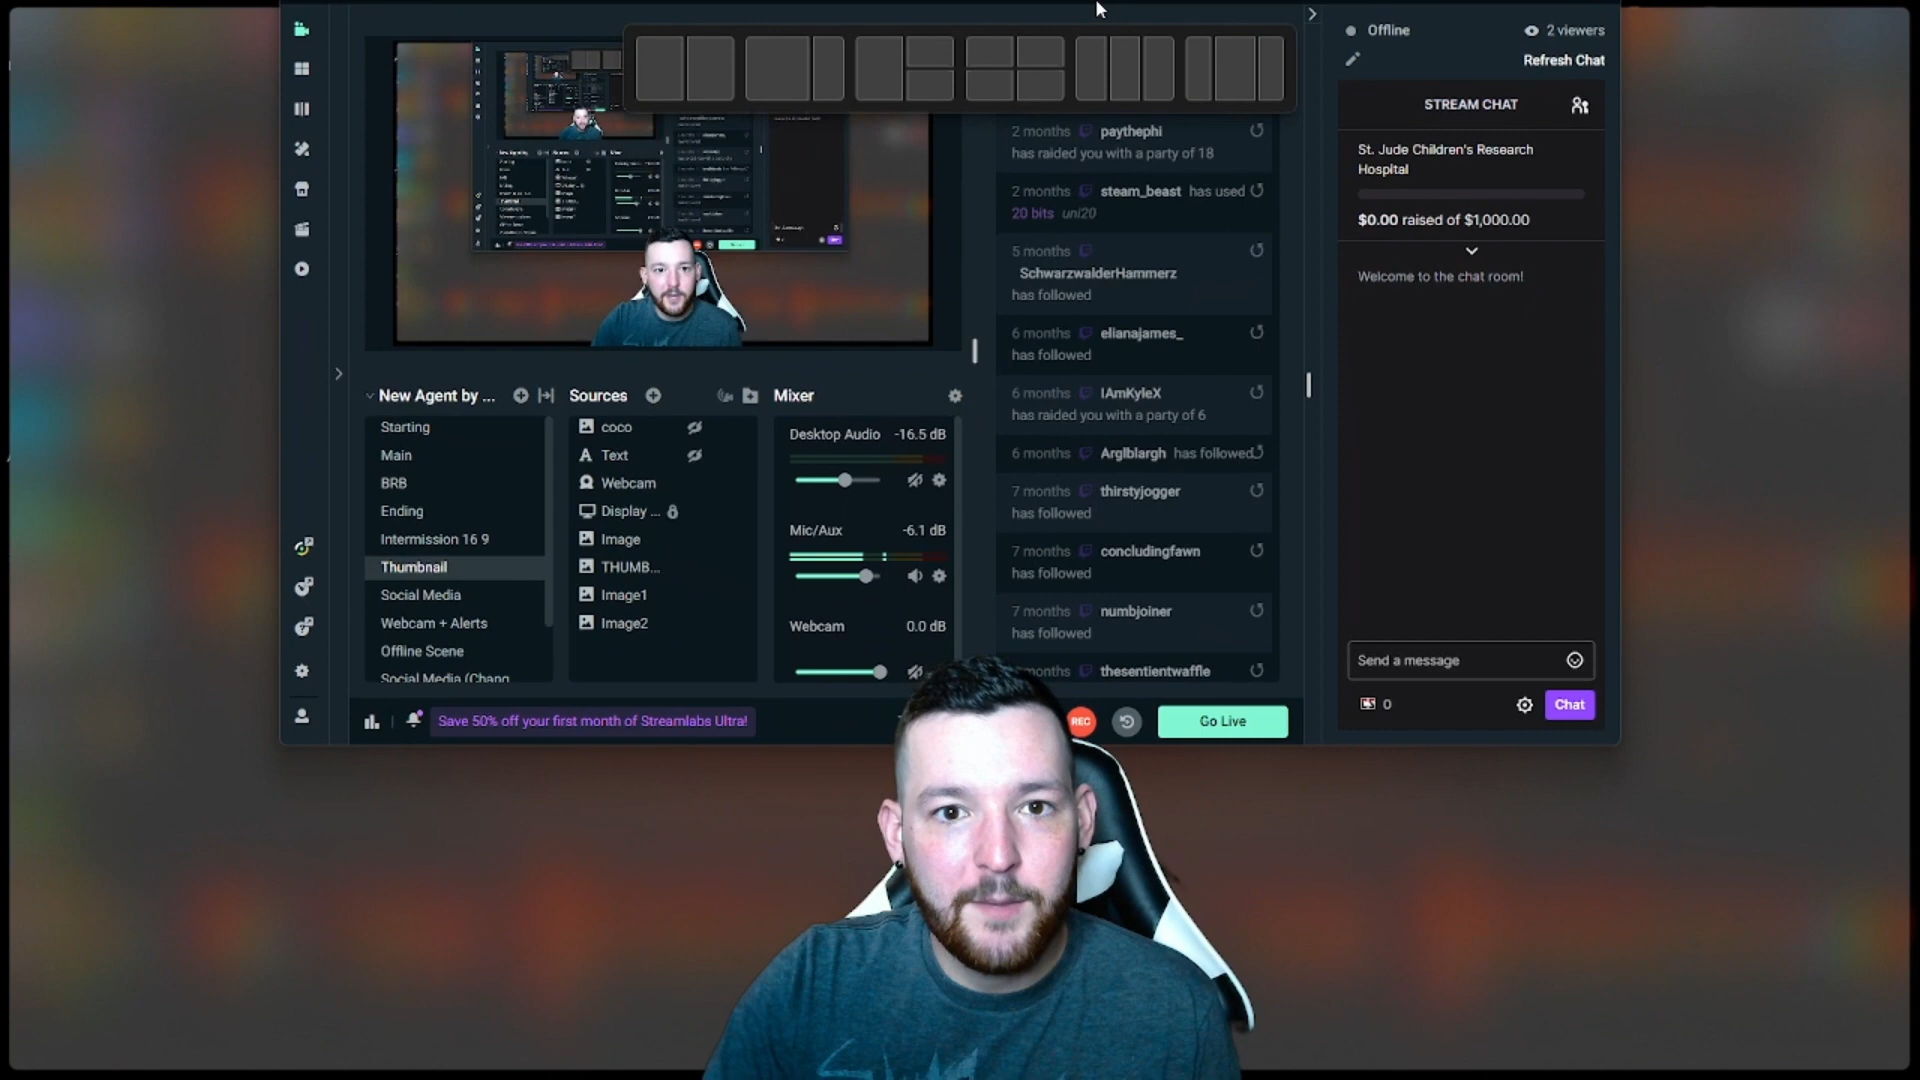 Offline
2 viewers
Refresh Chat
STREAM CHAT
St. Jude Children's Research
Hospital
$0.00 raised of $1,000.00
Welcome to the chat room!
Send a message
0
Chat
2 months paythephi
has raided you with a party of 18
2 months steam_beast has used
20 bits uni20
5 months
SchwarzwalderHammerz
has followed
6 months elianajames_
has followed
6 months IAmKyleX
has raided you with a party of 6
6 months Arglblargh has followed
7 months thirstyjogger
has followed
7 months concludingfawn
has followed
7 months numbjoiner
has followed
months thesentientwaffle
New Agent by ...
Starting
Main
BRB
Ending
Intermission 16 9
Thumbnail
Social Media
Webcam + Alerts
Offline Scene
Social Media (Chang
Sources
coco
Text
Webcam
Display ...
Image
THUMB...
Image1
Image2
Mixer
Desktop Audio -16.5 dB
Mic/Aux -6.1 dB
Webcam 0.0 dB
Save 50% off your first month of Streamlabs Ultra!
REC
Go Live